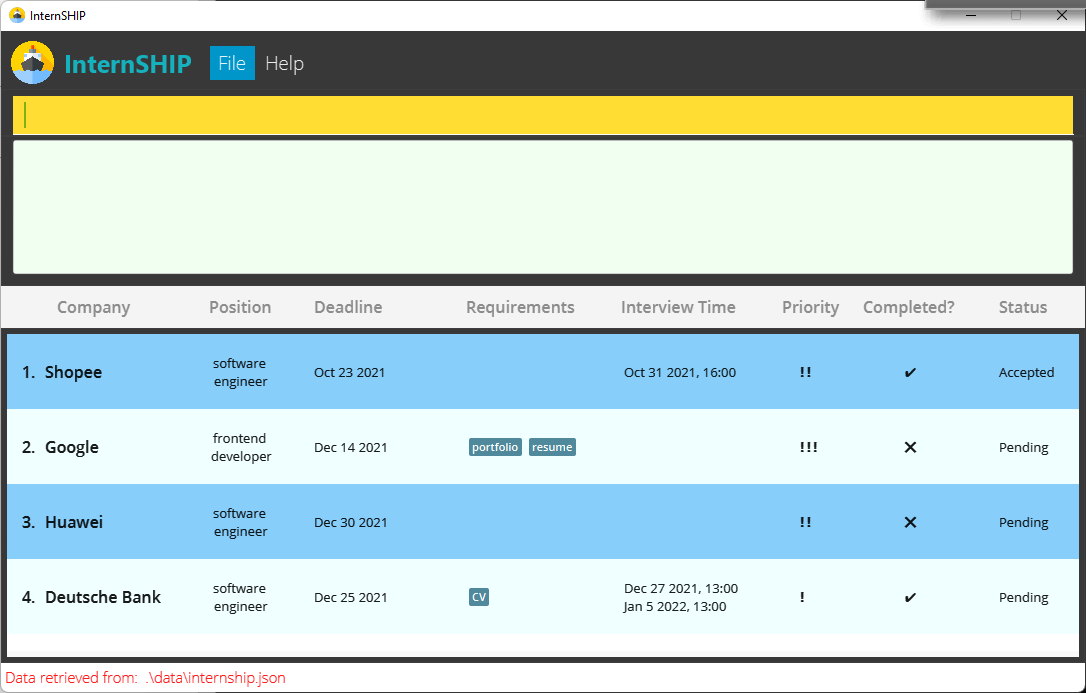 InternSHIP
InternSHIP File Help
Company Position Deadline Requirements Interview Time Priority Completed? Status
1. Shopee software engineer Oct 23 2021 Oct 31 2021, 16:00 !! ✔ Accepted
2. Google frontend developer Dec 14 2021 portfolio resume !!! ✕ Pending
3. Huawei software engineer Dec 30 2021 !! ✕ Pending
4. Deutsche Bank software engineer Dec 25 2021 CV Dec 27 2021, 13:00 Jan 5 2022, 13:00 ! ✔ Pending
Data retrieved from: .\data\internship.json